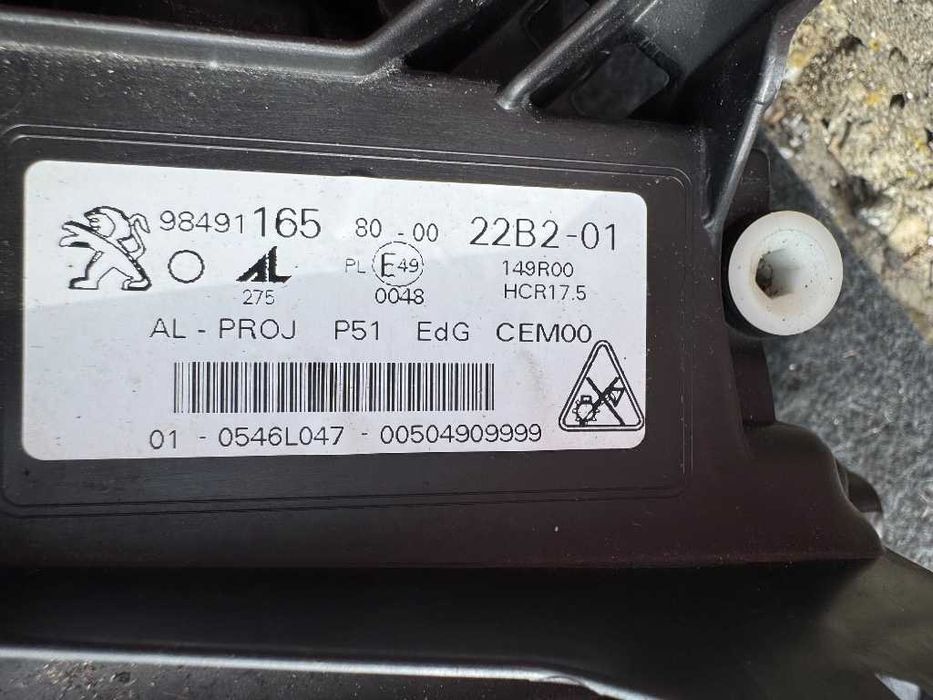 98491165 80-00 22B2-01
AL PL E49 149R00
275 0048 HCR17.5
AL - PROJ P51 EdG CEM00
01 - 0546L047 - 00504909999